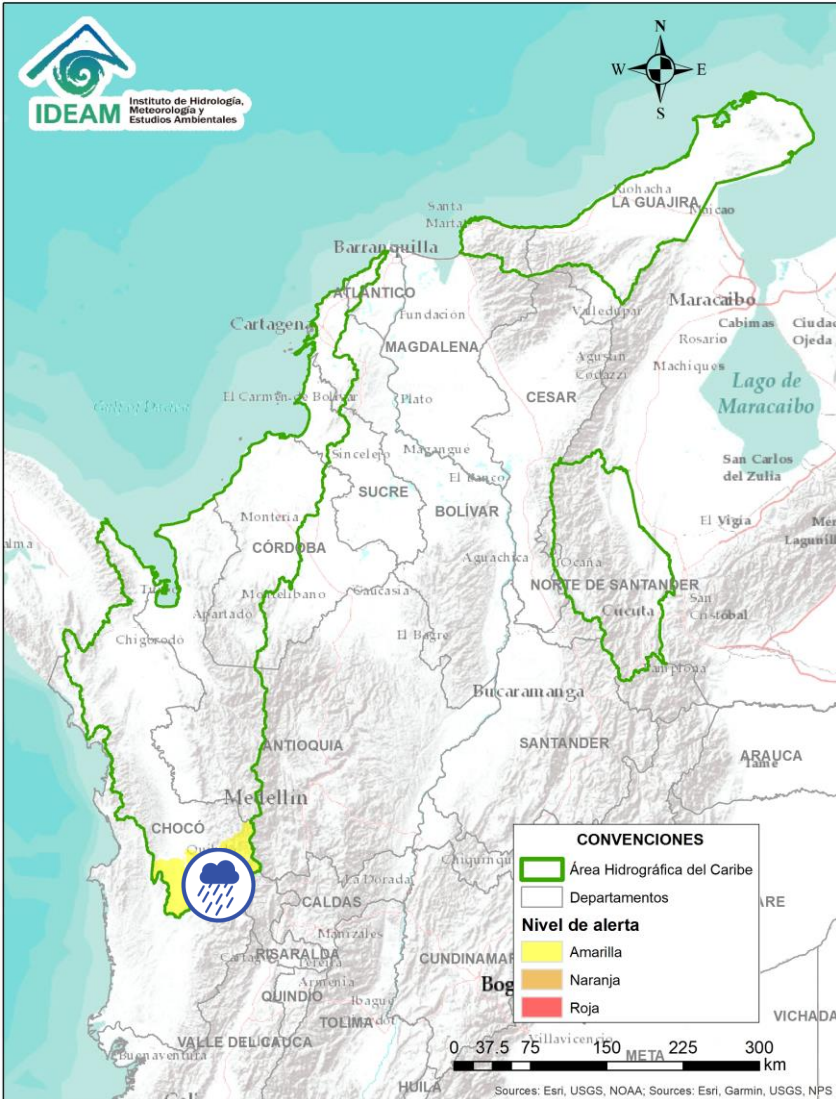 IDEAM
Instituto de Hidrología,
Meteorología y
Estudios Ambientales
N
W
E
S
Riohacha
LA GUAJIRA
Maicao
Santa
Marta
Barranquilla
ATLÁNTICO
Maracaibo
Cabimas
Ciudad
Ojeda
Fundación
Valledupar
Cartagena
Rosario
MAGDALENA
Machiques
Agustín
Codazzi
Lago de
Maracaibo
El Carmen de Bolívar
Plato
CESAR
Sincelejo
Magangué
San Carlos
del Zulia
El Banco
SUCRE
BOLÍVAR
Montería
El Vigía
CÓRDOBA
Aguachica
Ocaña
NORTE DE SANTANDER
Montelíbano
Caucasia
Cucuta
San
Cristóbal
Apartado
El Bagre
Chigorodó
Bucaramanga
ANTIOQUIA
SANTANDER
ARAUCA
Tame
Medellín
CHOCÓ
La Dorada
CALDAS
Manizales
RISARALDA
Pereira
Armenia
QUINDIO
Ibagué
TOLIMA
VALLE DEL CAUCA
Buenaventura
HUILA
Villavicencio
META
VICHADA
CONVENCIONES
Área Hidrográfica del Caribe
Departamentos
Nivel de alerta
Amarilla
Naranja
Roja
0 37.5 75 150 225 300
km
Sources: Esri, USGS, NOAA; Sources: Esri, Garmin, USGS, NPS